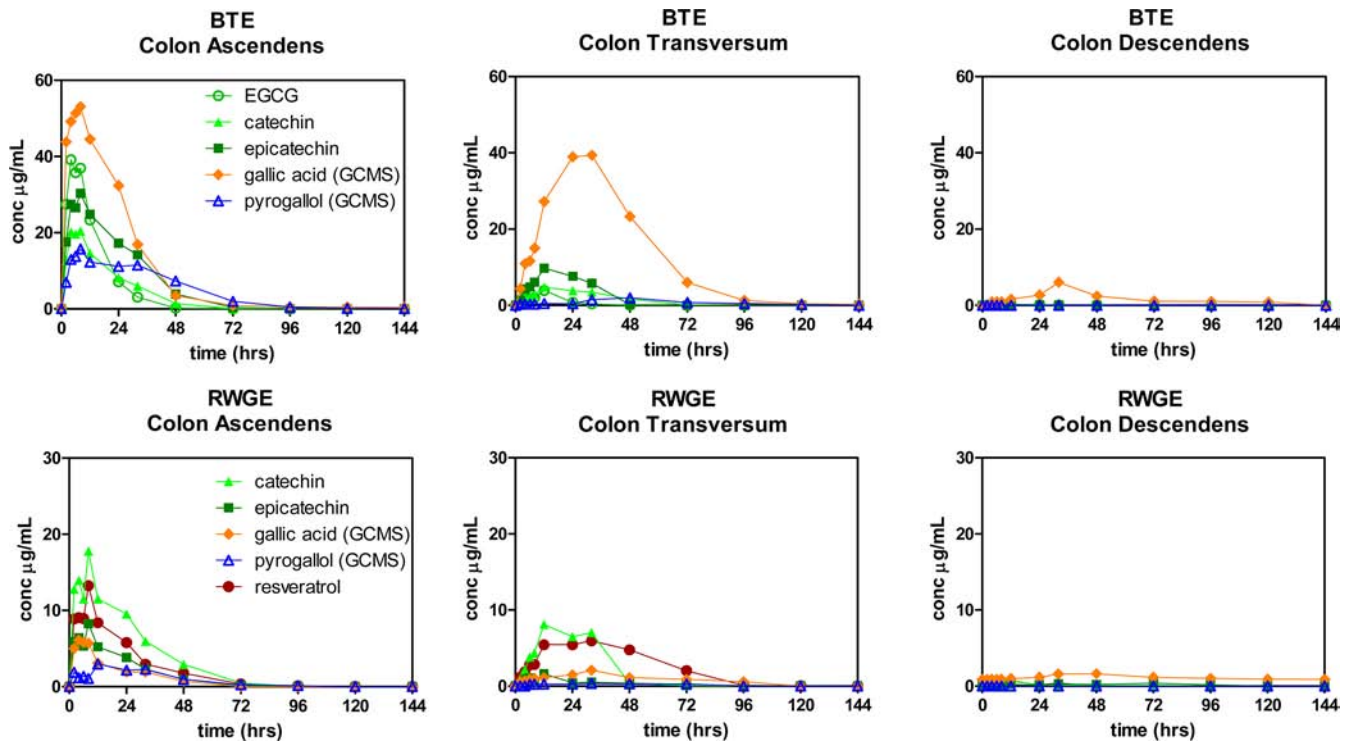 BTE
Colon Ascendens
60
40
20
0
conc µg/mL
EGCG
catechin
epicatechin
gallic acid (GCMS)
pyrogallol (GCMS)
0 24 48 72 96 120 144
time (hrs)
BTE
Colon Transversum
60
40
20
0
conc µg/mL
0 24 48 72 96 120 144
time (hrs)
BTE
Colon Descendens
60
40
20
0
conc µg/mL
0 24 48 72 96 120 144
time (hrs)
RWGE
Colon Ascendens
30
20
10
0
conc µg/mL
catechin
epicatechin
gallic acid (GCMS)
pyrogallol (GCMS)
resveratrol
0 24 48 72 96 120 144
time (hrs)
RWGE
Colon Transversum
30
20
10
0
conc µg/mL
0 24 48 72 96 120 144
time (hrs)
RWGE
Colon Descendens
30
20
10
0
conc µg/mL
0 24 48 72 96 120 144
time (hrs)